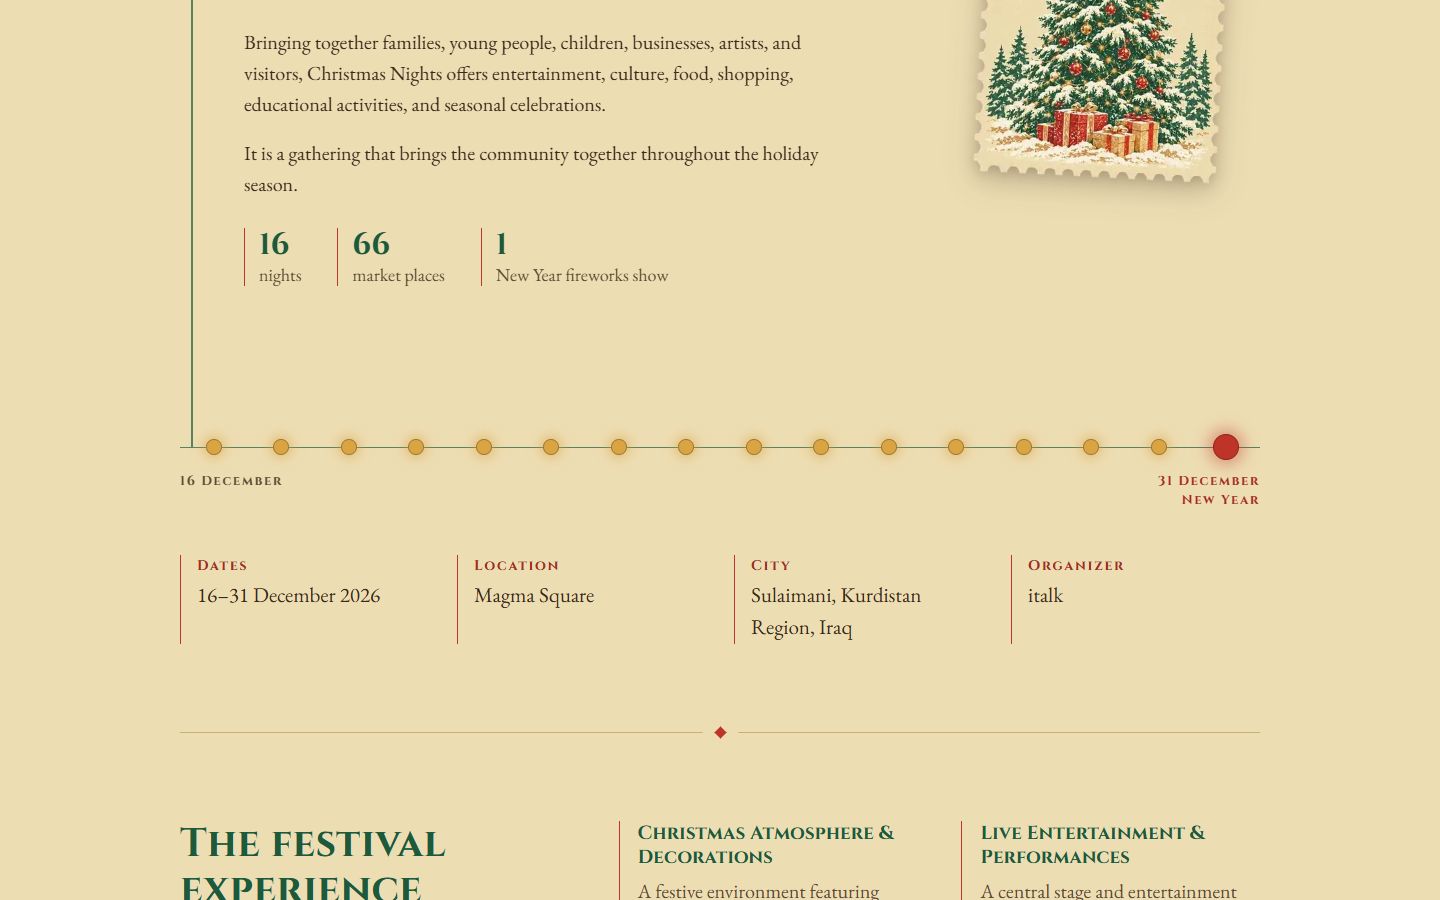 Bringing together families, young people, children, businesses, artists, and
visitors, Christmas Nights offers entertainment, culture, food, shopping,
educational activities, and seasonal celebrations.
It is a gathering that brings the community together throughout the holiday
season.
16
nights
66
market places
1
New Year fireworks show
16 December
31 December
New Year
Dates
16–31 December 2026
Location
Magma Square
City
Sulaimani, Kurdistan
Region, Iraq
Organizer
italk
The festival
experience
Christmas Atmosphere &
Decorations
A festive environment featuring
Live Entertainment &
Performances
A central stage and entertainment